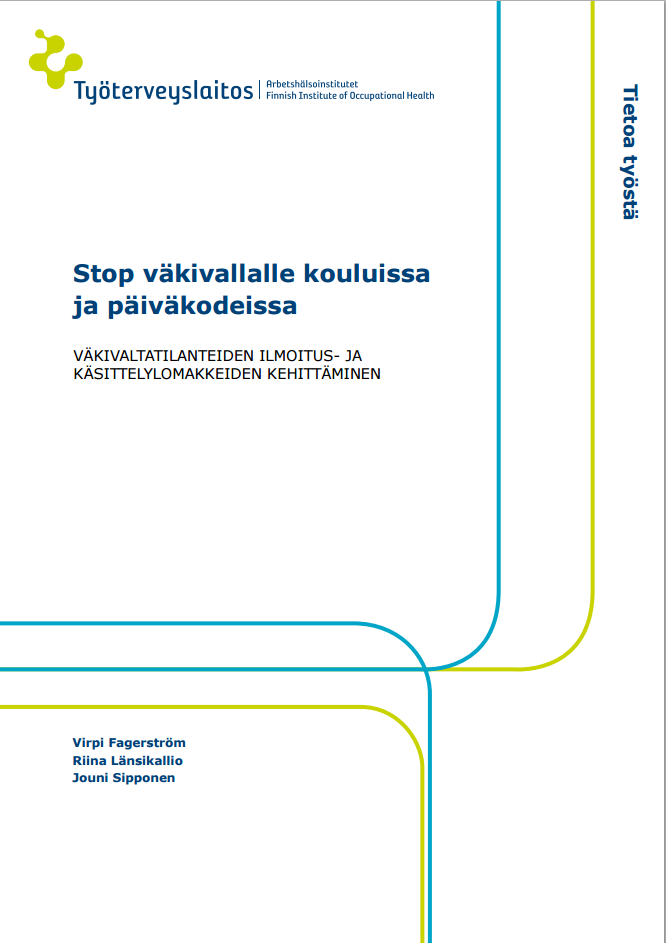 Työterveyslaitos
Arbetshälsoinstitutet
Finnish Institute of Occupational Health
Tietoa työstä
Stop väkivallalle kouluissa
ja päiväkodeissa
VÄKIVALTATILANTEIDEN ILMOITUS- JA
KÄSITTELYLOMAKKEIDEN KEHITTÄMINEN
Virpi Fagerström
Riina Länsikallio
Jouni Sipponen